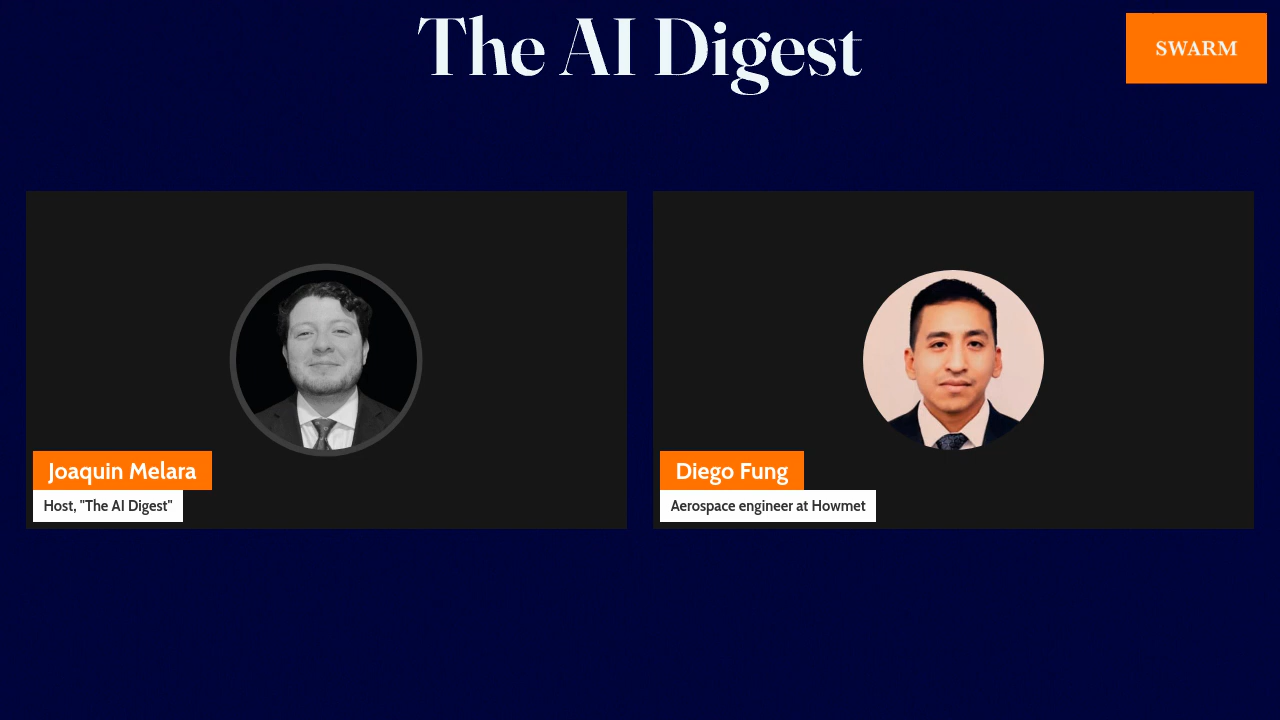 The AI Digest
SWARM
Joaquin Melara
Host, "The AI Digest"
Diego Fung
Aerospace engineer at Howmet